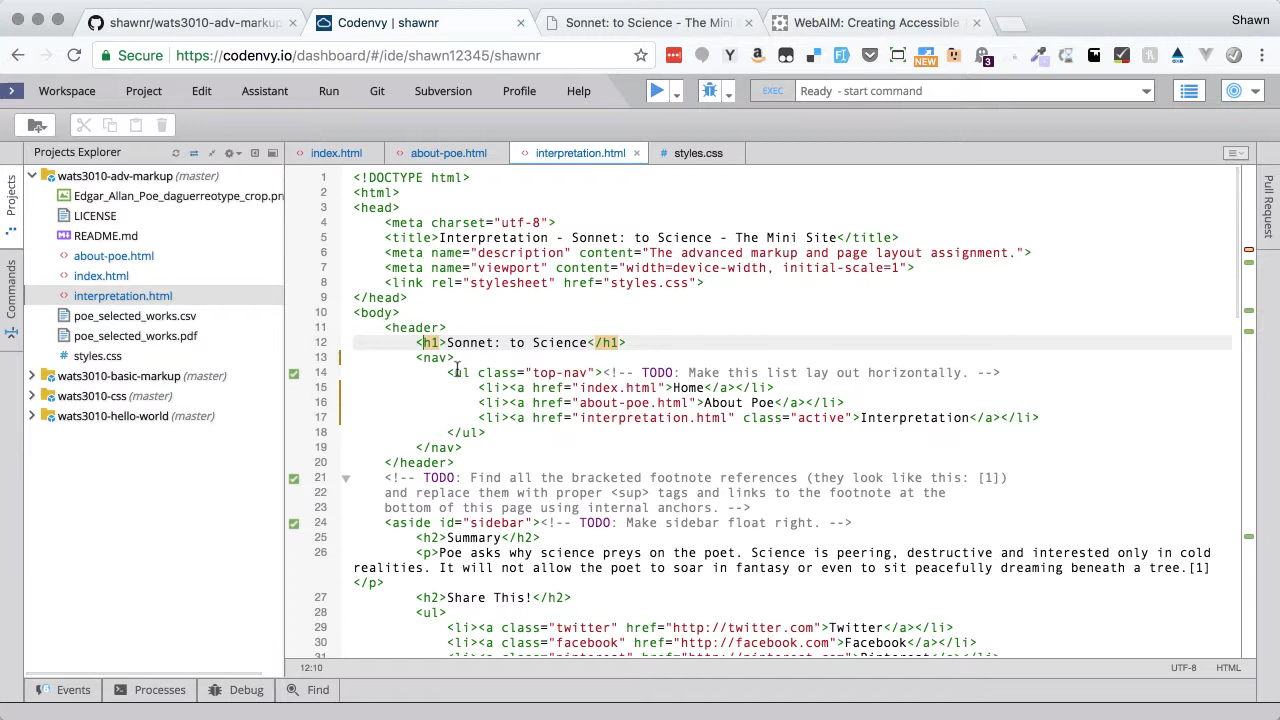 shawnr/wats3010-adv-markup
Codenvy | shawnr
Sonnet: to Science - The Mini
WebAIM: Creating Accessible
Shawn
Secure
https://codenvy.io/dashboard/#/ide/shawn12345/shawnr
NEW
3
Workspace
Project
Edit
Assistant
Run
Git
Subversion
Profile
Help
EXEC
Ready - start command
Projects Explorer
index.html
about-poe.html
interpretation.html
styles.css
Projects
Commands
Pull Request
wats3010-adv-markup (master)
Edgar_Allan_Poe_daguerreotype_crop.pn
LICENSE
README.md
about-poe.html
index.html
interpretation.html
poe_selected_works.csv
poe_selected_works.pdf
styles.css
wats3010-basic-markup (master)
wats3010-css (master)
wats3010-hello-world (master)
1 <!DOCTYPE html>
2 <html>
3 <head>
4 <meta charset="utf-8">
5 <title>Interpretation - Sonnet: to Science - The Mini Site</title>
6 <meta name="description" content="The advanced markup and page layout assignment.">
7 <meta name="viewport" content="width=device-width, initial-scale=1">
8 <link rel="stylesheet" href="styles.css">
9 </head>
10 <body>
11 <header>
12 <h1>Sonnet: to Science</h1>
13 <nav>
14 <ul class="top-nav"><!-- TODO: Make this list lay out horizontally. -->
15 <li><a href="index.html">Home</a></li>
16 <li><a href="about-poe.html">About Poe</a></li>
17 <li><a href="interpretation.html" class="active">Interpretation</a></li>
18 </ul>
19 </nav>
20 </header>
21 <!-- TODO: Find all the bracketed footnote references (they look like this: [1])
22 and replace them with proper <sup> tags and links to the footnote at the
23 bottom of this page using internal anchors. -->
24 <aside id="sidebar"><!-- TODO: Make sidebar float right. -->
25 <h2>Summary</h2>
26 <p>Poe asks why science preys on the poet. Science is peering, destructive and interested only in cold
realities. It will not allow the poet to soar in fantasy or even to sit peacefully dreaming beneath a tree.[1]
</p>
27 <h2>Share This!</h2>
28 <ul>
29 <li><a class="twitter" href="http://twitter.com">Twitter</a></li>
30 <li><a class="facebook" href="http://facebook.com">Facebook</a></li>
12:10
UTF-8
HTML
Events
Processes
Debug
Find